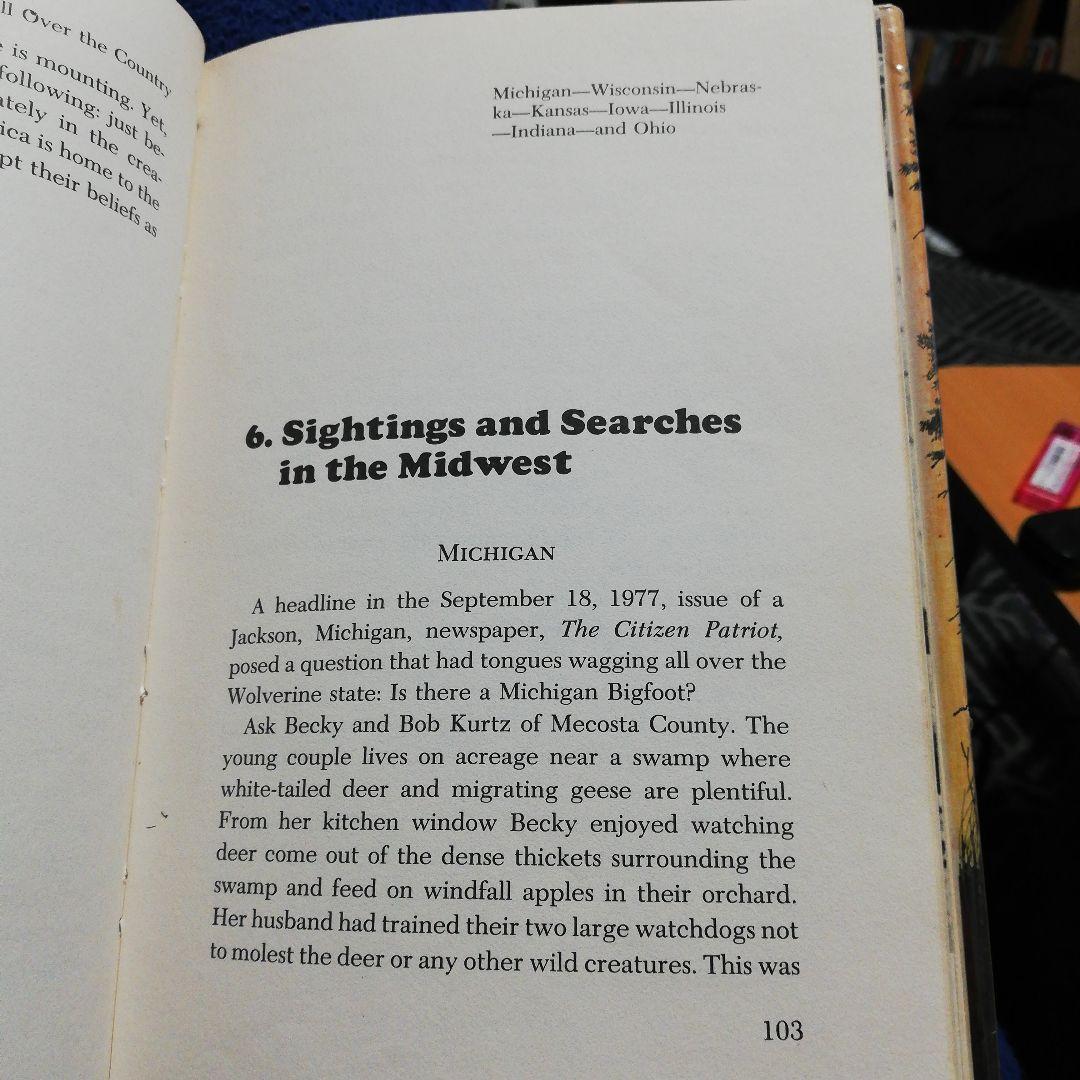 ll Over the Country
is mounting. Yet,
following: just be-
ately in the crea-
ica is home to the
pt their beliefs as
Michigan—Wisconsin—Nebras-
ka—Kansas—Iowa—Illinois
—Indiana—and Ohio
6. Sightings and Searches
in the Midwest
MICHIGAN
A headline in the September 18, 1977, issue of a
Jackson, Michigan, newspaper, The Citizen Patriot,
posed a question that had tongues wagging all over the
Wolverine state: Is there a Michigan Bigfoot?
Ask Becky and Bob Kurtz of Mecosta County. The
young couple lives on acreage near a swamp where
white-tailed deer and migrating geese are plentiful.
From her kitchen window Becky enjoyed watching
deer come out of the dense thickets surrounding the
swamp and feed on windfall apples in their orchard.
Her husband had trained their two large watchdogs not
to molest the deer or any other wild creatures. This was
103